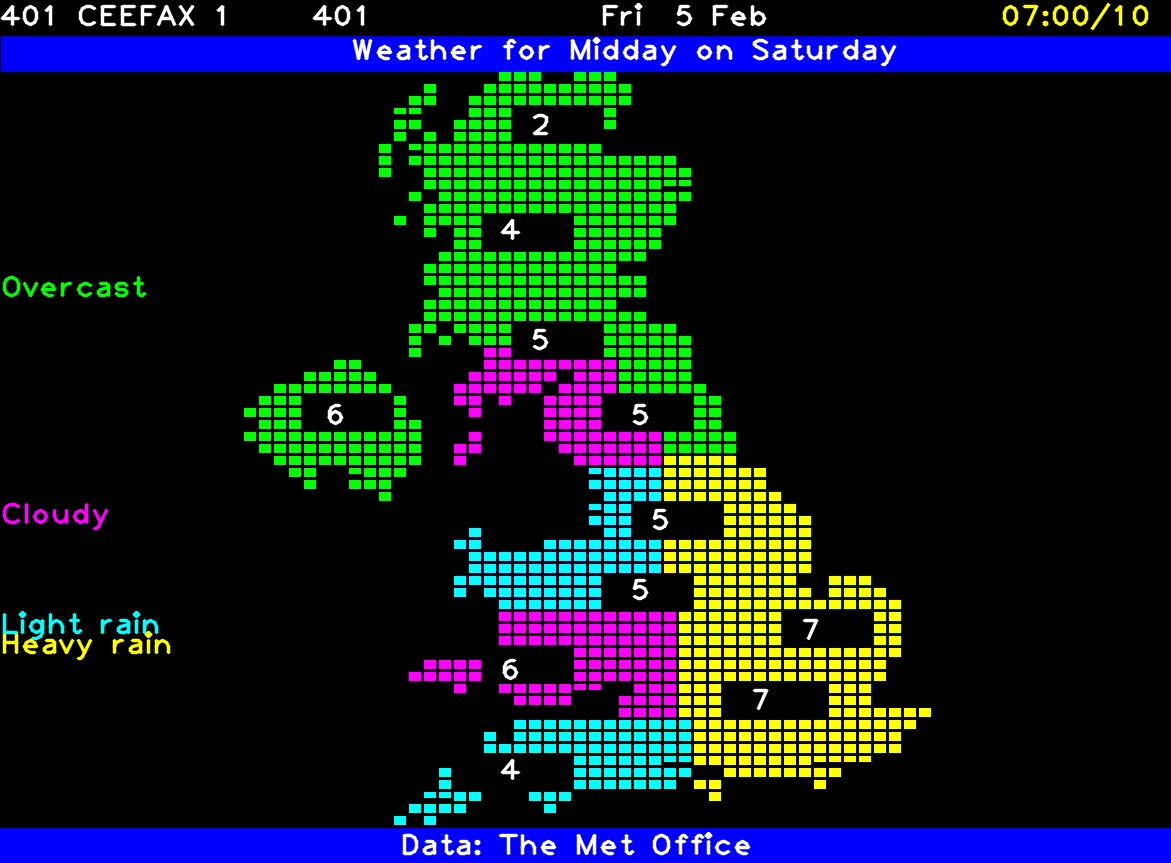 401 CEEFAX 1 401 Fri 5 Feb 07:00/10
Weather for Midday on Saturday
2
4
Overcast
5
6 5
Cloudy 5
5
Light rain
7
Heavy rain
6
7
4
Data: The Met Office